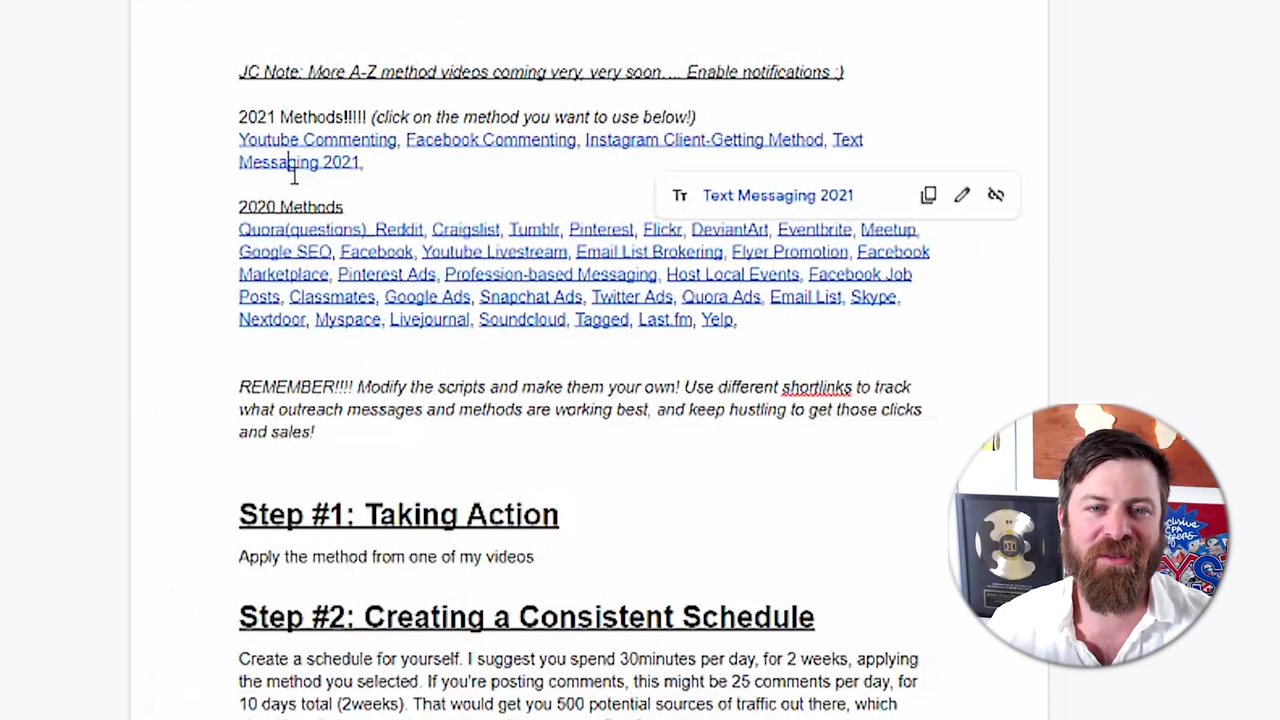 JC Note: More A-Z method videos coming very, very soon.... Enable notifications :)
2021 Methods!!!!! (click on the method you want to use below!)
Youtube Commenting, Facebook Commenting, Instagram Client-Getting Method, Text
Messaging 2021,
Tт Text Messaging 2021
2020 Methods
Quora(questions) Reddit, Craigslist, Tumblr, Pinterest, Flickr, DeviantArt, Eventbrite, Meetup,
Google SEO, Facebook, Youtube Livestream, Email List Brokering, Flyer Promotion, Facebook
Marketplace, Pinterest Ads, Profession-based Messaging, Host Local Events, Facebook Job
Posts, Classmates, Google Ads, Snapchat Ads, Twitter Ads, Quora Ads, Email List, Skype,
Nextdoor, Myspace, Livejournal, Soundcloud, Tagged, Last.fm, Yelp,
REMEMBER!!!! Modify the scripts and make them your own! Use different shortlinks to track
what outreach messages and methods are working best, and keep hustling to get those clicks
and sales!
Step #1: Taking Action
Apply the method from one of my videos
Step #2: Creating a Consistent Schedule
Create a schedule for yourself. I suggest you spend 30minutes per day, for 2 weeks, applying
the method you selected. If you're posting comments, this might be 25 comments per day, for
10 days total (2weeks). That would get you 500 potential sources of traffic out there, which
CPA
offers